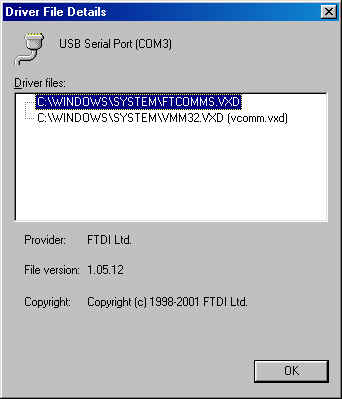 Driver File Details
USB Serial Port (COM3)
Driver files:
C:\WINDOWS\SYSTEM\FTCOMMS.VXD
C:\WINDOWS\SYSTEM\VMM32.VXD (vcomm.vxd)
Provider: FTDI Ltd.
File version: 1.05.12
Copyright: Copyright (c) 1998-2001 FTDI Ltd.
OK